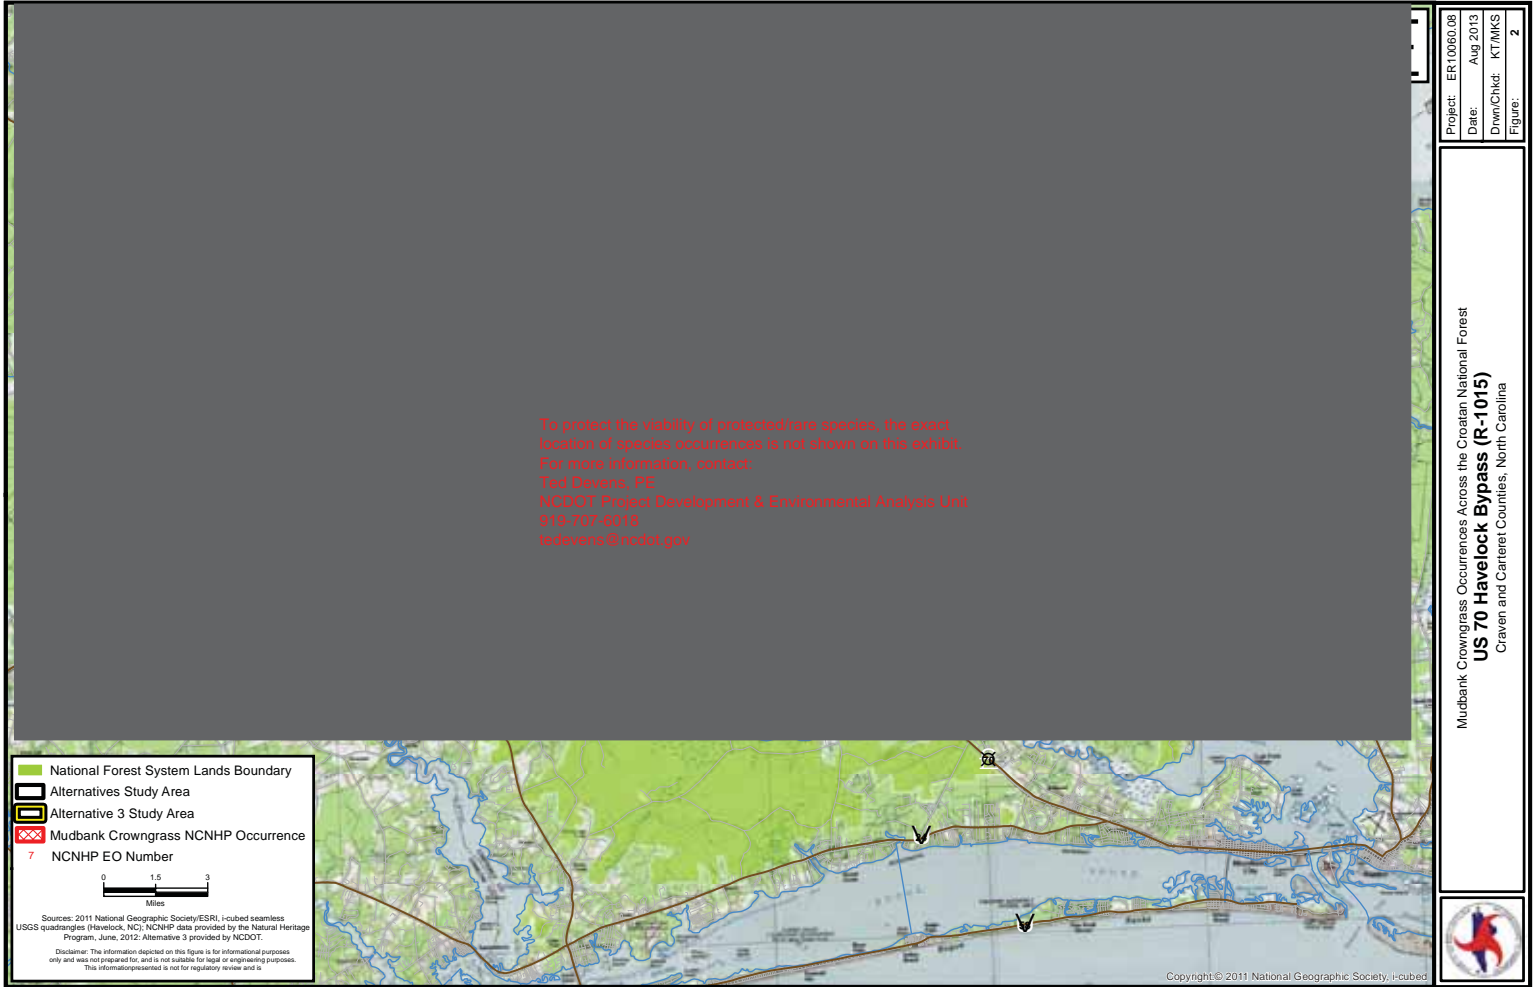 To protect the viability of protected/rare species, the exact
location of species occurrences is not shown on this exhibit.
For more information, contact:
Ted Devens, PE
NCDOT Project Development & Environmental Analysis Unit
919-707-6018
tedevens@ncdot.gov
National Forest System Lands Boundary
Alternatives Study Area
Alternative 3 Study Area
Mudbank Crowngrass NCNHP Occurrence
7 NCNHP EO Number
0 1.5 3
Miles
Sources: 2011 National Geographic Society/ESRI, i-cubed seamless
USGS quadrangles (Havelock, NC); NCNHP data provided by the Natural Heritage
Program, June, 2012: Alternative 3 provided by NCDOT.
Disclaimer: The information depicted on this figure is for informational purposes
only and was not prepared for, and is not suitable for legal or engineering purposes.
This informationpresented is not for regulatory review and is
70
24
58
Copyright:© 2011 National Geographic Society, i-cubed
Project: ER10060.08
Date: Aug 2013
Drwn/Chkd: KT/MKS
Figure: 2
Mudbank Crowngrass Occurrences Across the Croatan National Forest
US 70 Havelock Bypass (R-1015)
Craven and Carteret Counties, North Carolina